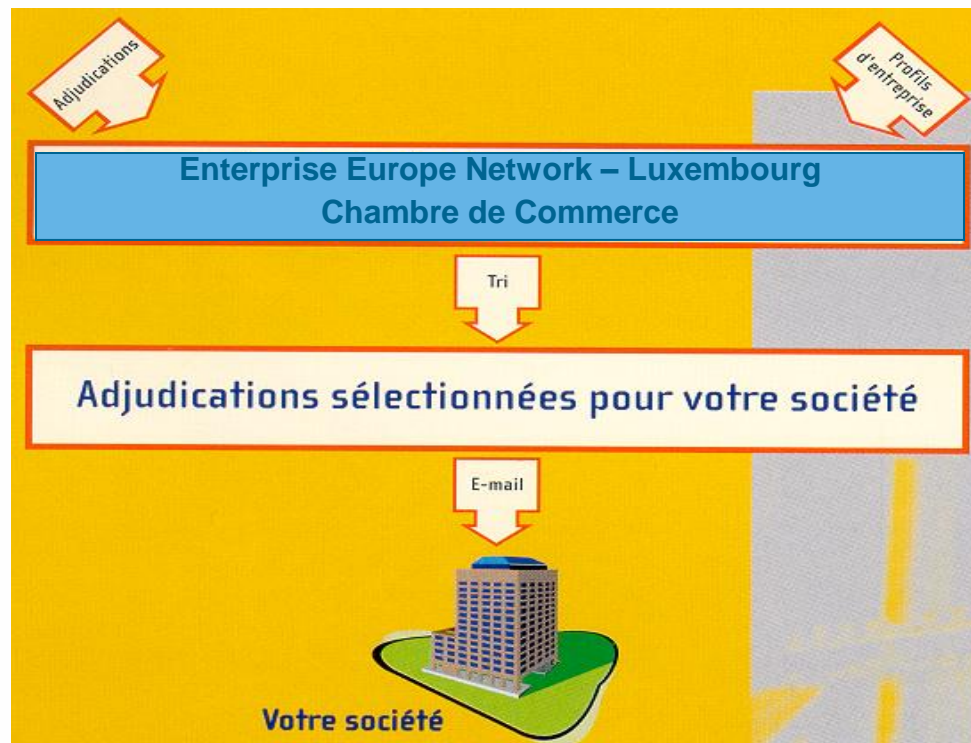 Adjudications
Profils
d'entreprise
Enterprise Europe Network – Luxembourg
Chambre de Commerce
Tri
Adjudications sélectionnées pour votre société
E-mail
Votre société